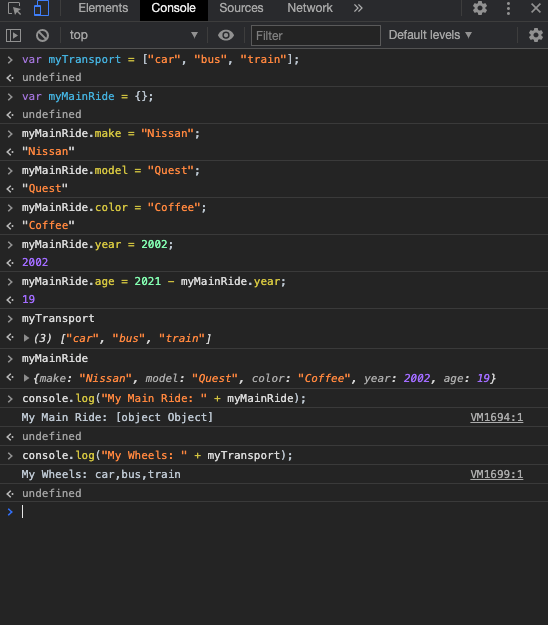 Elements Console Sources Network »
top Filter Default levels
> var myTransport = ["car", "bus", "train"];
undefined
> var myMainRide = {};
undefined
> myMainRide.make = "Nissan";
"Nissan"
> myMainRide.model = "Quest";
"Quest"
> myMainRide.color = "Coffee";
"Coffee"
> myMainRide.year = 2002;
2002
> myMainRide.age = 2021 - myMainRide.year;
19
> myTransport
(3) ["car", "bus", "train"]
> myMainRide
{make: "Nissan", model: "Quest", color: "Coffee", year: 2002, age: 19}
> console.log("My Main Ride: " + myMainRide);
My Main Ride: [object Object] VM1694:1
undefined
> console.log("My Wheels: " + myTransport);
My Wheels: car,bus,train VM1699:1
undefined
>